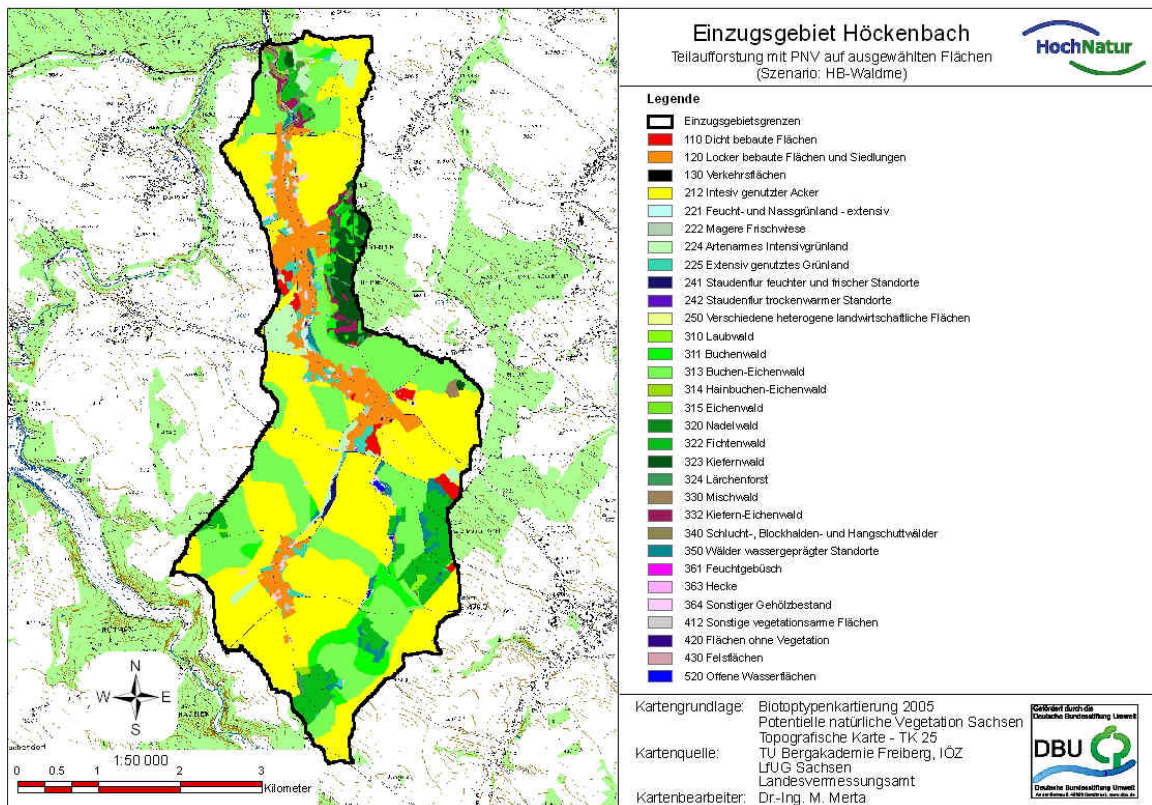 Einzugsgebiet Höckenbach
Teilaufforstung mit PNV auf ausgewählten Flächen
(Szenario: HB-Waldme)
HochNatur
Legende
Einzugsgebietsgrenzen
110 Dicht bebaute Flächen
120 Locker bebaute Flächen und Siedlungen
130 Verkehrsflächen
212 Intesiv genutzter Acker
221 Feucht- und Nassgrünland - extensiv
222 Magere Frischwiese
224 Artenarmes Intensivgrünland
225 Extensiv genutztes Grünland
241 Staudenflur feuchter und frischer Standorte
242 Staudenflur trockenwarmer Standorte
250 Verschiedene heterogene landwirtschaftliche Flächen
310 Laubwald
311 Buchenwald
313 Buchen-Eichenwald
314 Hainbuchen-Eichenwald
315 Eichenwald
320 Nadelwald
322 Fichtenwald
323 Kiefernwald
324 Lärchenforst
330 Mischwald
332 Kiefern-Eichenwald
340 Schlucht-, Blockhalden- und Hangschuttwälder
350 Wälder wassergeprägter Standorte
361 Feuchtgebüsch
363 Hecke
364 Sonstiger Gehölzbestand
412 Sonstige vegetationsarme Flächen
420 Flächen ohne Vegetation
430 Felsflächen
520 Offene Wasserflächen
N
W E
S
1:50 000
0 0.5 1 2 3
Kilometer
Kartengrundlage: Biotoptypenkartierung 2005
Potentielle natürliche Vegetation Sachsen
Topografische Karte - TK 25
Kartenquelle: TU Bergakademie Freiberg, IÖZ
LfUG Sachsen
Landesvermessungsamt
Kartenbearbeiter: Dr.-Ing. M. Merta
Gefördert durch die
Deutsche Bundesstiftung Umwelt
DBU
Deutsche Bundesstiftung Umwelt